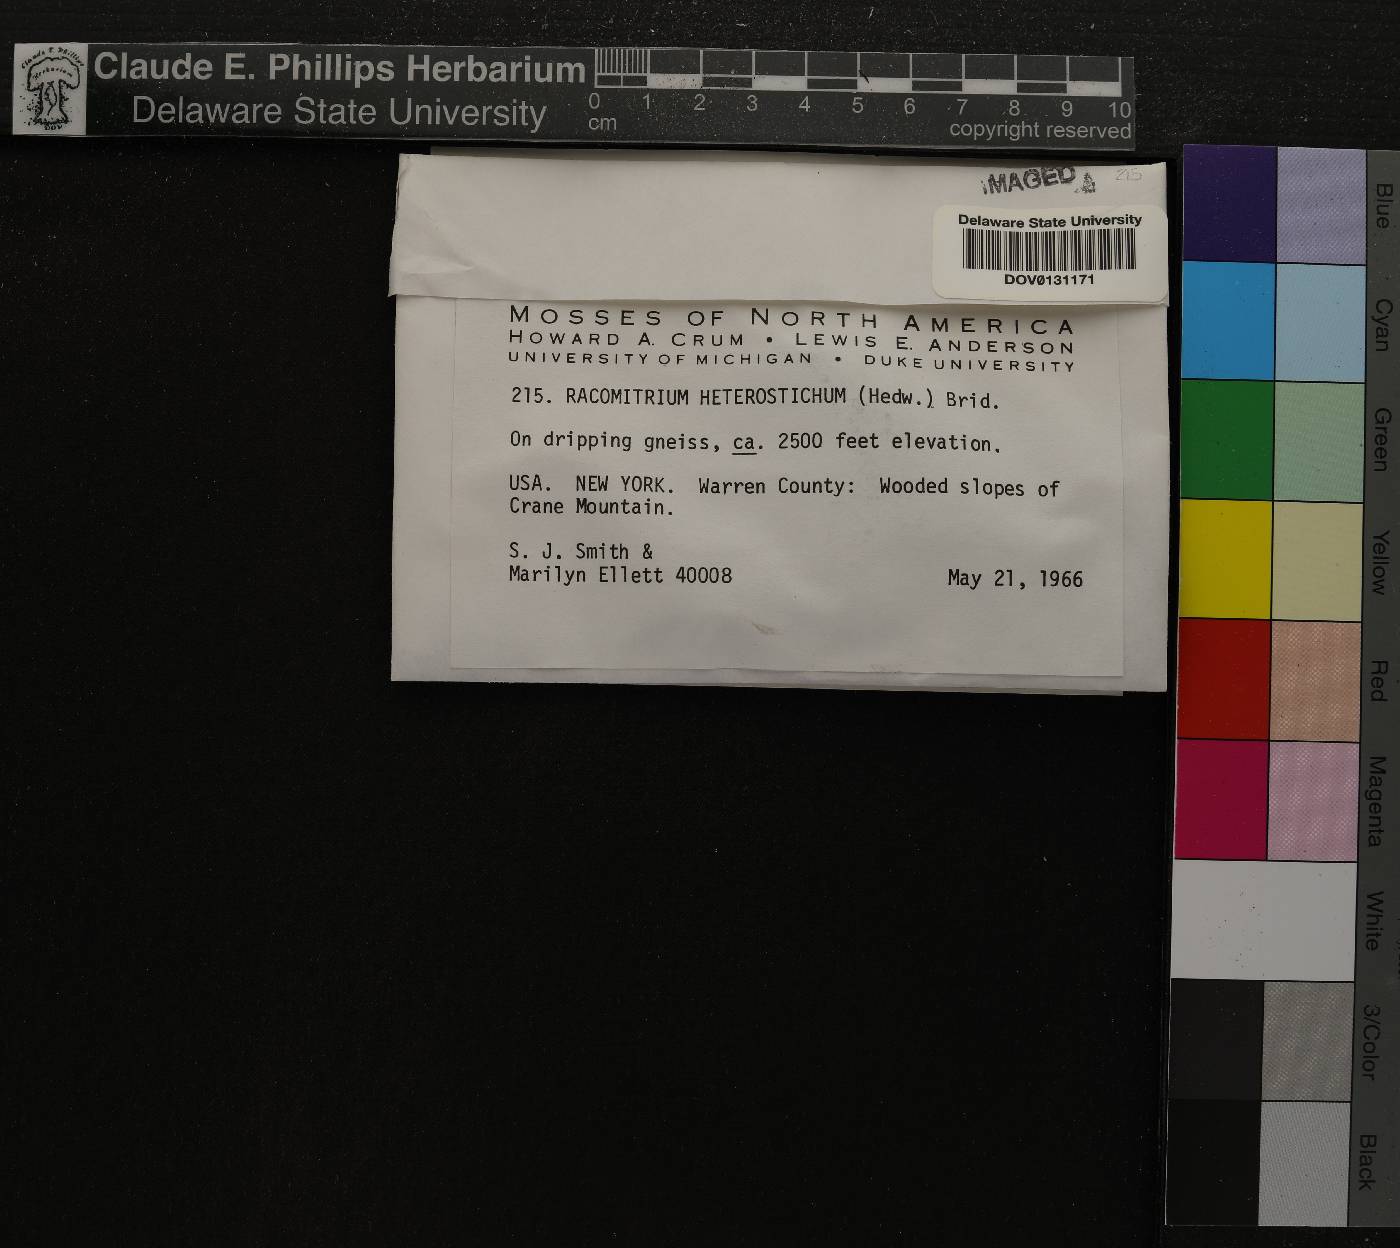 Claude E. Phillips Herbarium
Delaware State University
0 1 2 3 4 5 6 7 8 9 10
cm
copyright reserved
IMAGED
215
Delaware State University
DOV0131171
MOSSES OF NORTH AMERICA
HOWARD A. CRUM • LEWIS E. ANDERSON
UNIVERSITY OF MICHIGAN • DUKE UNIVERSITY
215. RACOMITRIUM HETEROSTICHUM (Hedw.) Brid.
On dripping gneiss, ca. 2500 feet elevation.
USA. NEW YORK. Warren County: Wooded slopes of
Crane Mountain.
S. J. Smith &
Marilyn Ellett 40008 May 21, 1966
Blue
Cyan
Green
Yellow
Red
Magenta
White
3/Color
Black